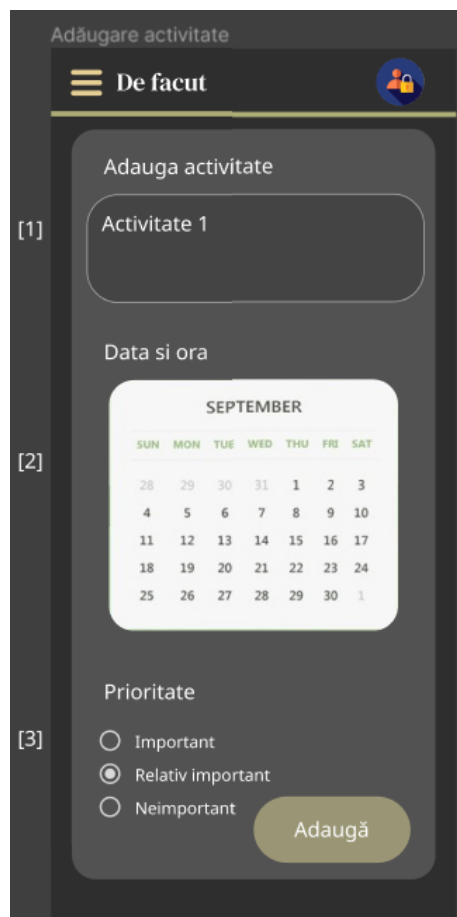 Adăugare activitate
De facut
Adauga activitate
[1]
Activitate 1
Data si ora
SEPTEMBER
SUN MON TUE WED THU FRI SAT
[2]
28 29 30 31 1 2 3
4 5 6 7 8 9 10
11 12 13 14 15 16 17
18 19 20 21 22 23 24
25 26 27 28 29 30 1
Prioritate
[3]
Important
Relativ important
Neimportant
Adaugă